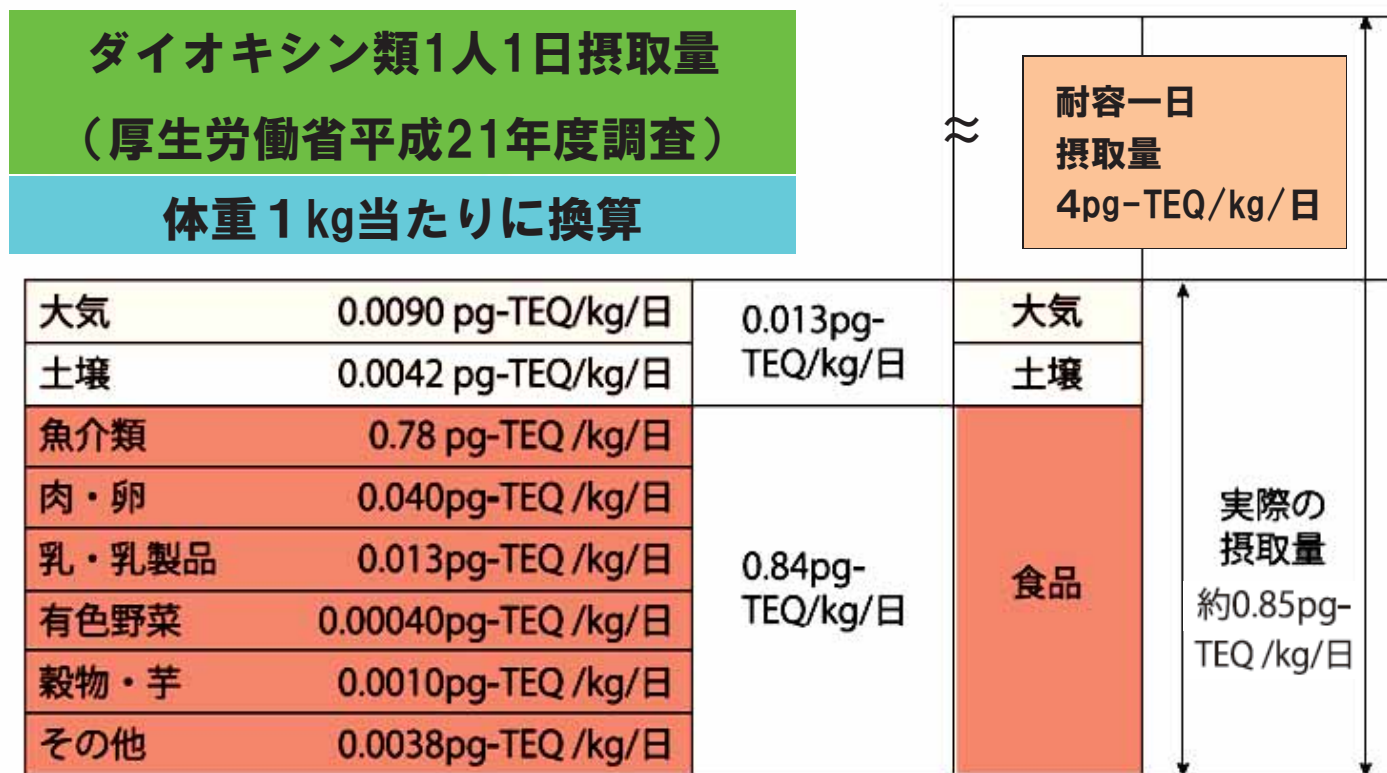 ダイオキシン類1人1日摂取量
（厚生労働省平成21年度調査）
体重１kg当たりに換算
≈
耐容一日
摂取量
4pg-TEQ/kg/日
大気 0.0090 pg-TEQ/kg/日
土壌 0.0042 pg-TEQ/kg/日
0.013pg-
TEQ/kg/日
大気
土壌
魚介類 0.78 pg-TEQ /kg/日
肉・卵 0.040pg-TEQ /kg/日
乳・乳製品 0.013pg-TEQ /kg/日
有色野菜 0.00040pg-TEQ /kg/日
穀物・芋 0.0010pg-TEQ /kg/日
その他 0.0038pg-TEQ /kg/日
0.84pg-
TEQ/kg/日
食品
実際の
摂取量
約0.85pg-
TEQ /kg/日